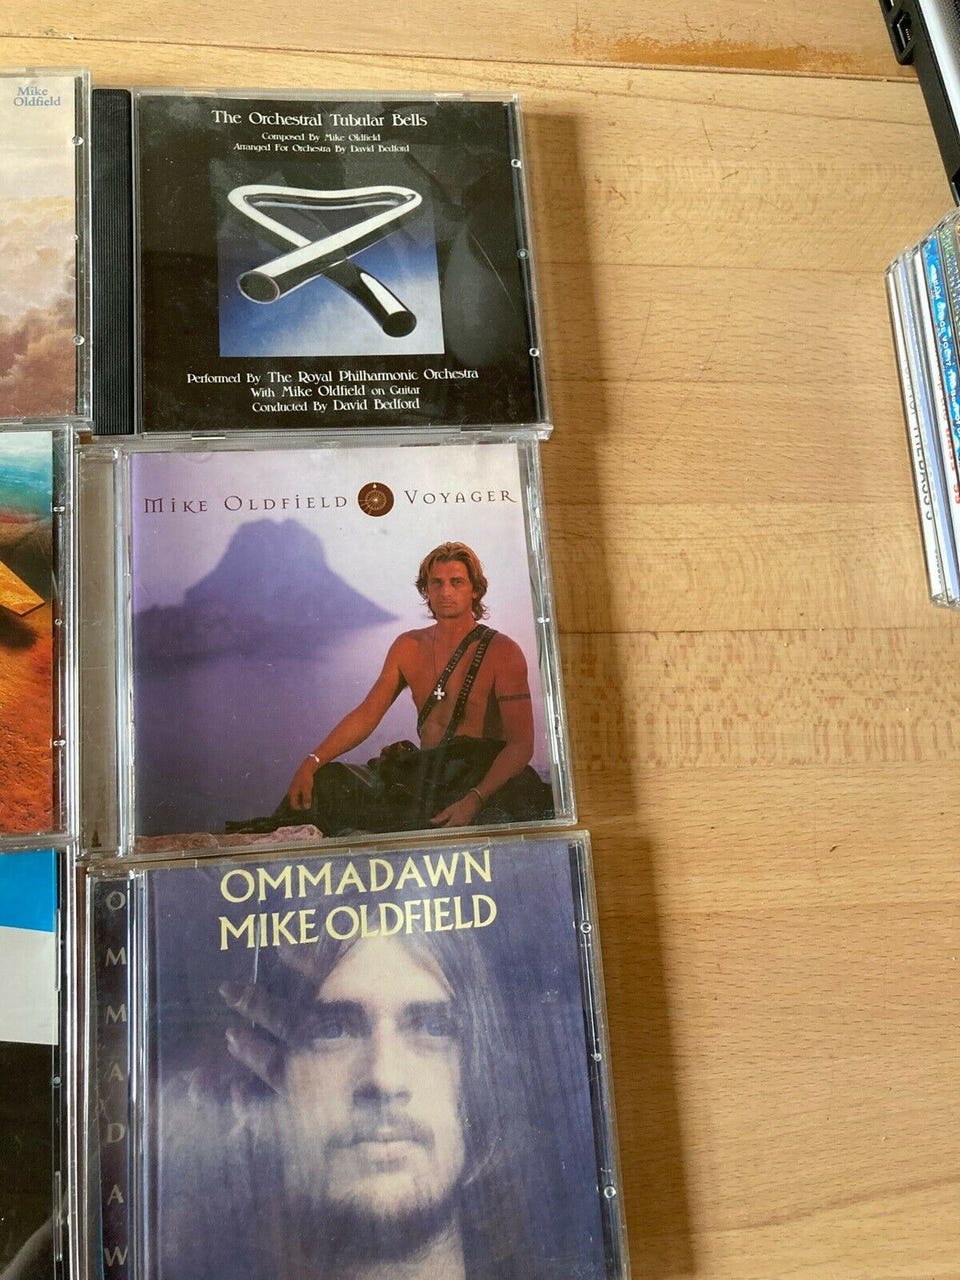 Mike
Oldfield
The Orchestral Tubular Bells
Composed By Mike Oldfield
Arranged For Orchestra By David Bedford
Performed By The Royal Philharmonic Orchestra
With Mike Oldfield on Guitar
Conducted By David Bedford
MIKE OLDFIELD VOYAGER
OMMADAWN
MIKE OLDFIELD
OMMADAW